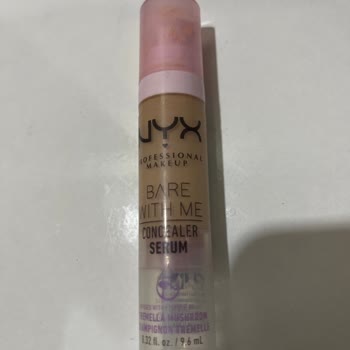 NYX
PROFESSIONAL
MAKEUP
BARE
WITH ME
CONCEALER
SERUM
TREMELLA MUSHROOM
CHAMPIGNON TRÉMELLE
0.32 fl. oz. / 9.6 mL